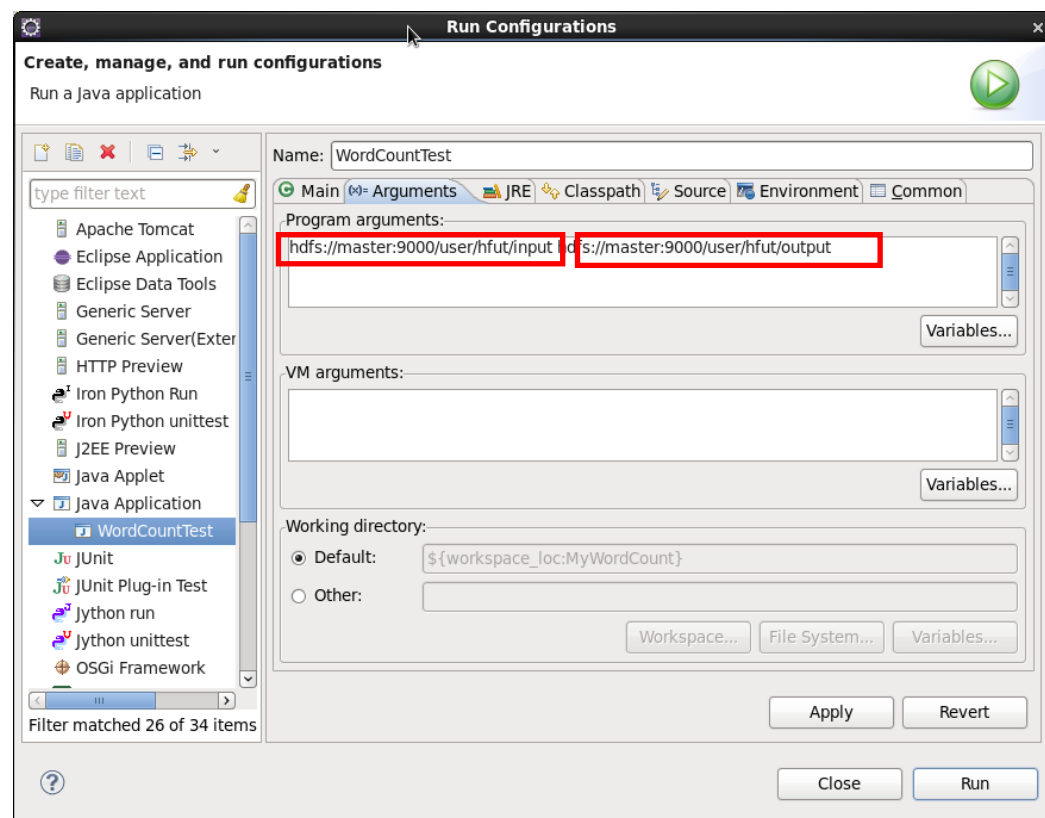 Run Configurations
Create, manage, and run configurations
Run a Java application
Name: WordCountTest
type filter text
Main (x)= Arguments JRE Classpath Source Environment Common
Apache Tomcat
Eclipse Application
Eclipse Data Tools
Generic Server
Generic Server(Exter
HTTP Preview
Iron Python Run
Iron Python unittest
J2EE Preview
Java Applet
Java Application
WordCountTest
JUnit
JUnit Plug-in Test
Jython run
Jython unittest
OSGi Framework
Filter matched 26 of 34 items
Program arguments:
hdfs://master:9000/user/hfut/input hdfs://master:9000/user/hfut/output
Variables...
VM arguments:
Variables...
Working directory:
Default: ${workspace_loc:MyWordCount}
Other:
Workspace... File System... Variables...
Apply Revert
Close Run